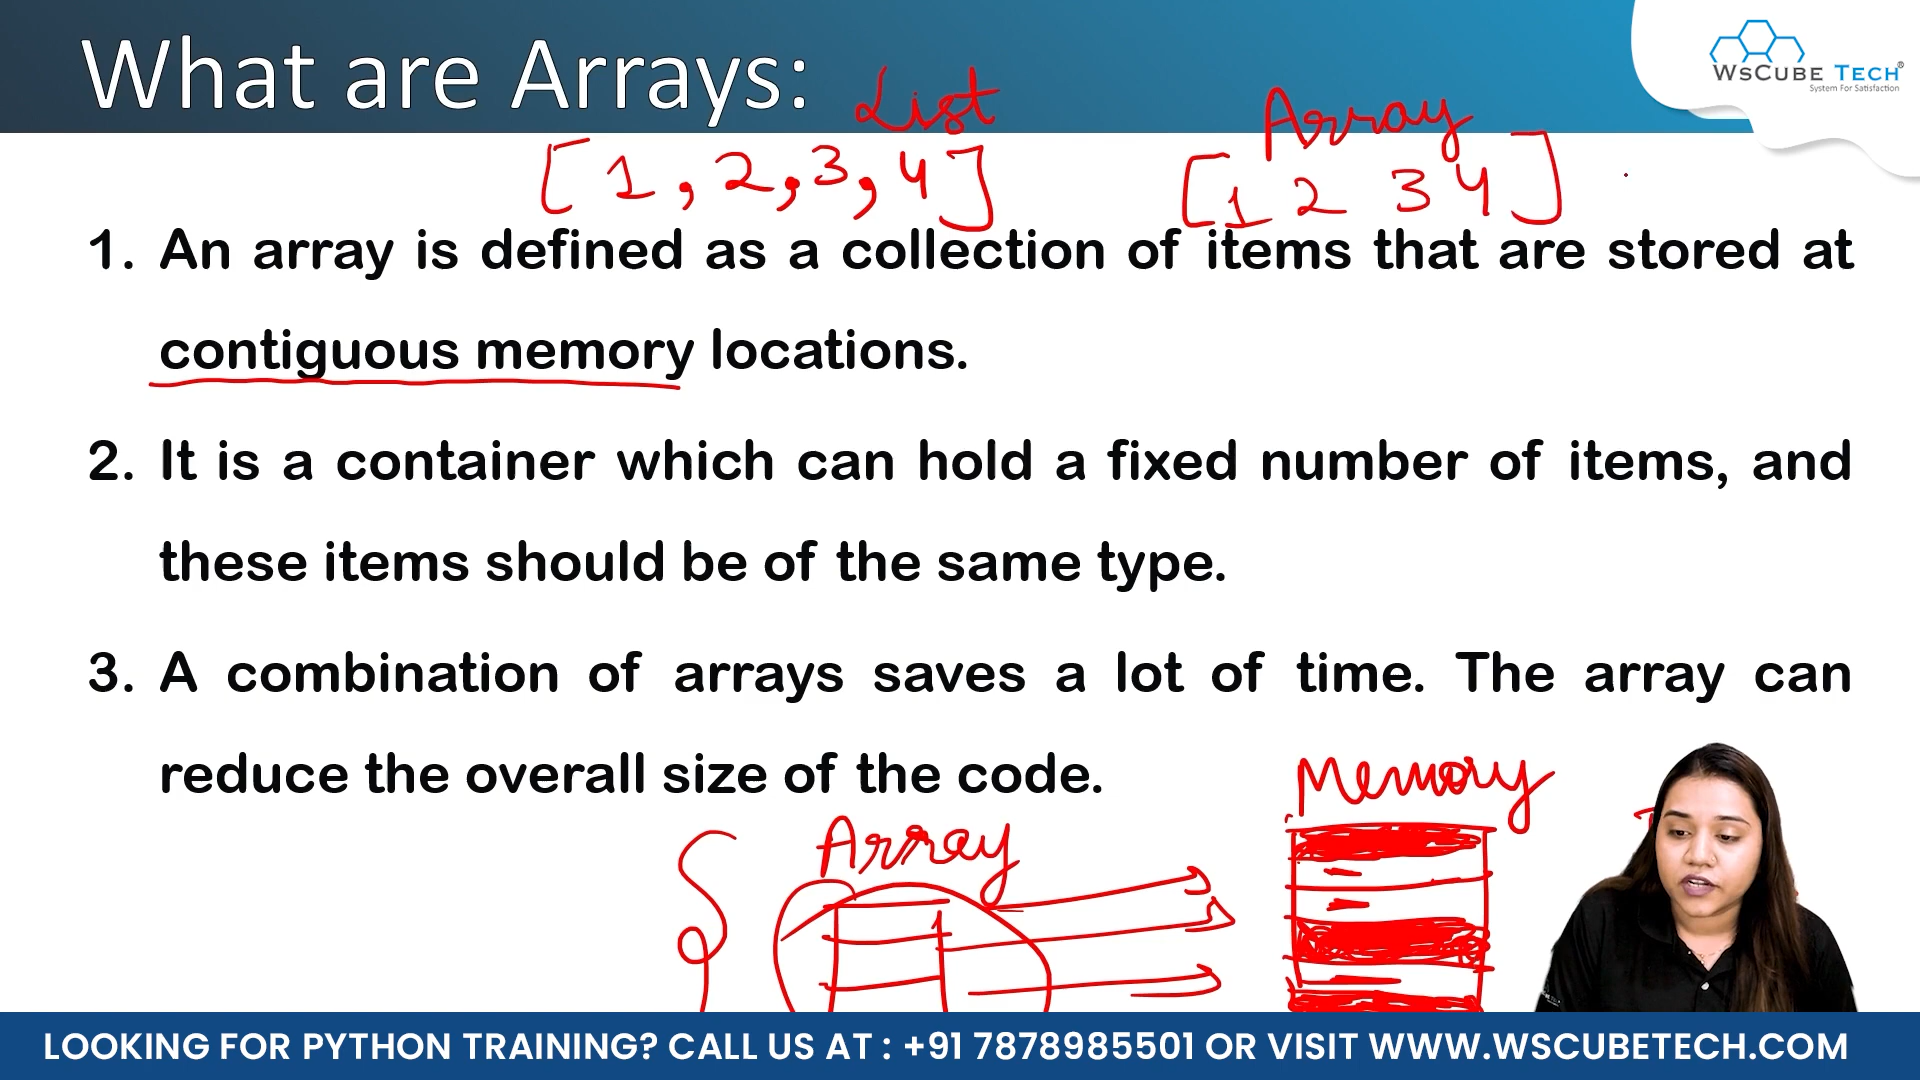 What are Arrays:
WsCube Tech®
System For Satisfaction
List
Array
[1, 2, 3, 4]
[1 2 3 4]
1. An array is defined as a collection of items that are stored at
contiguous memory locations.
2. It is a container which can hold a fixed number of items, and
these items should be of the same type.
3. A combination of arrays saves a lot of time. The array can
reduce the overall size of the code.
Memory
Array
LOOKING FOR PYTHON TRAINING? CALL US AT : +91 7878985501 OR VISIT WWW.WSCUBETECH.COM